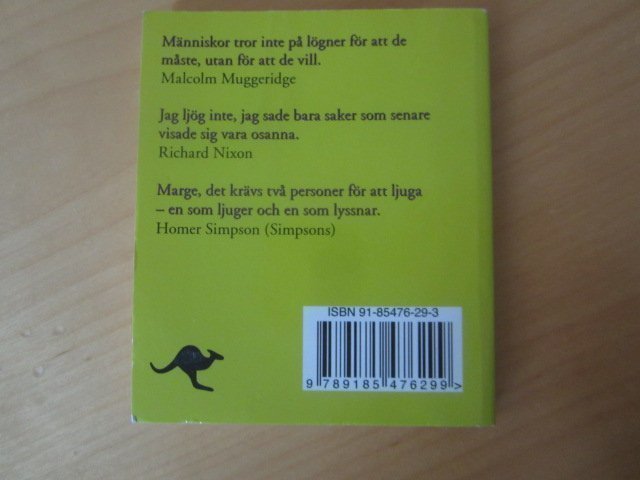 Människor tror inte på lögner för att de
måste, utan för att de vill.
Malcolm Muggeridge
Jag ljög inte, jag sade bara saker som senare
visade sig vara osanna.
Richard Nixon
Marge, det krävs två personer för att ljuga
– en som ljuger och en som lyssnar.
Homer Simpson (Simpsons)
ISBN 91-85476-29-3
9 789185 476299>